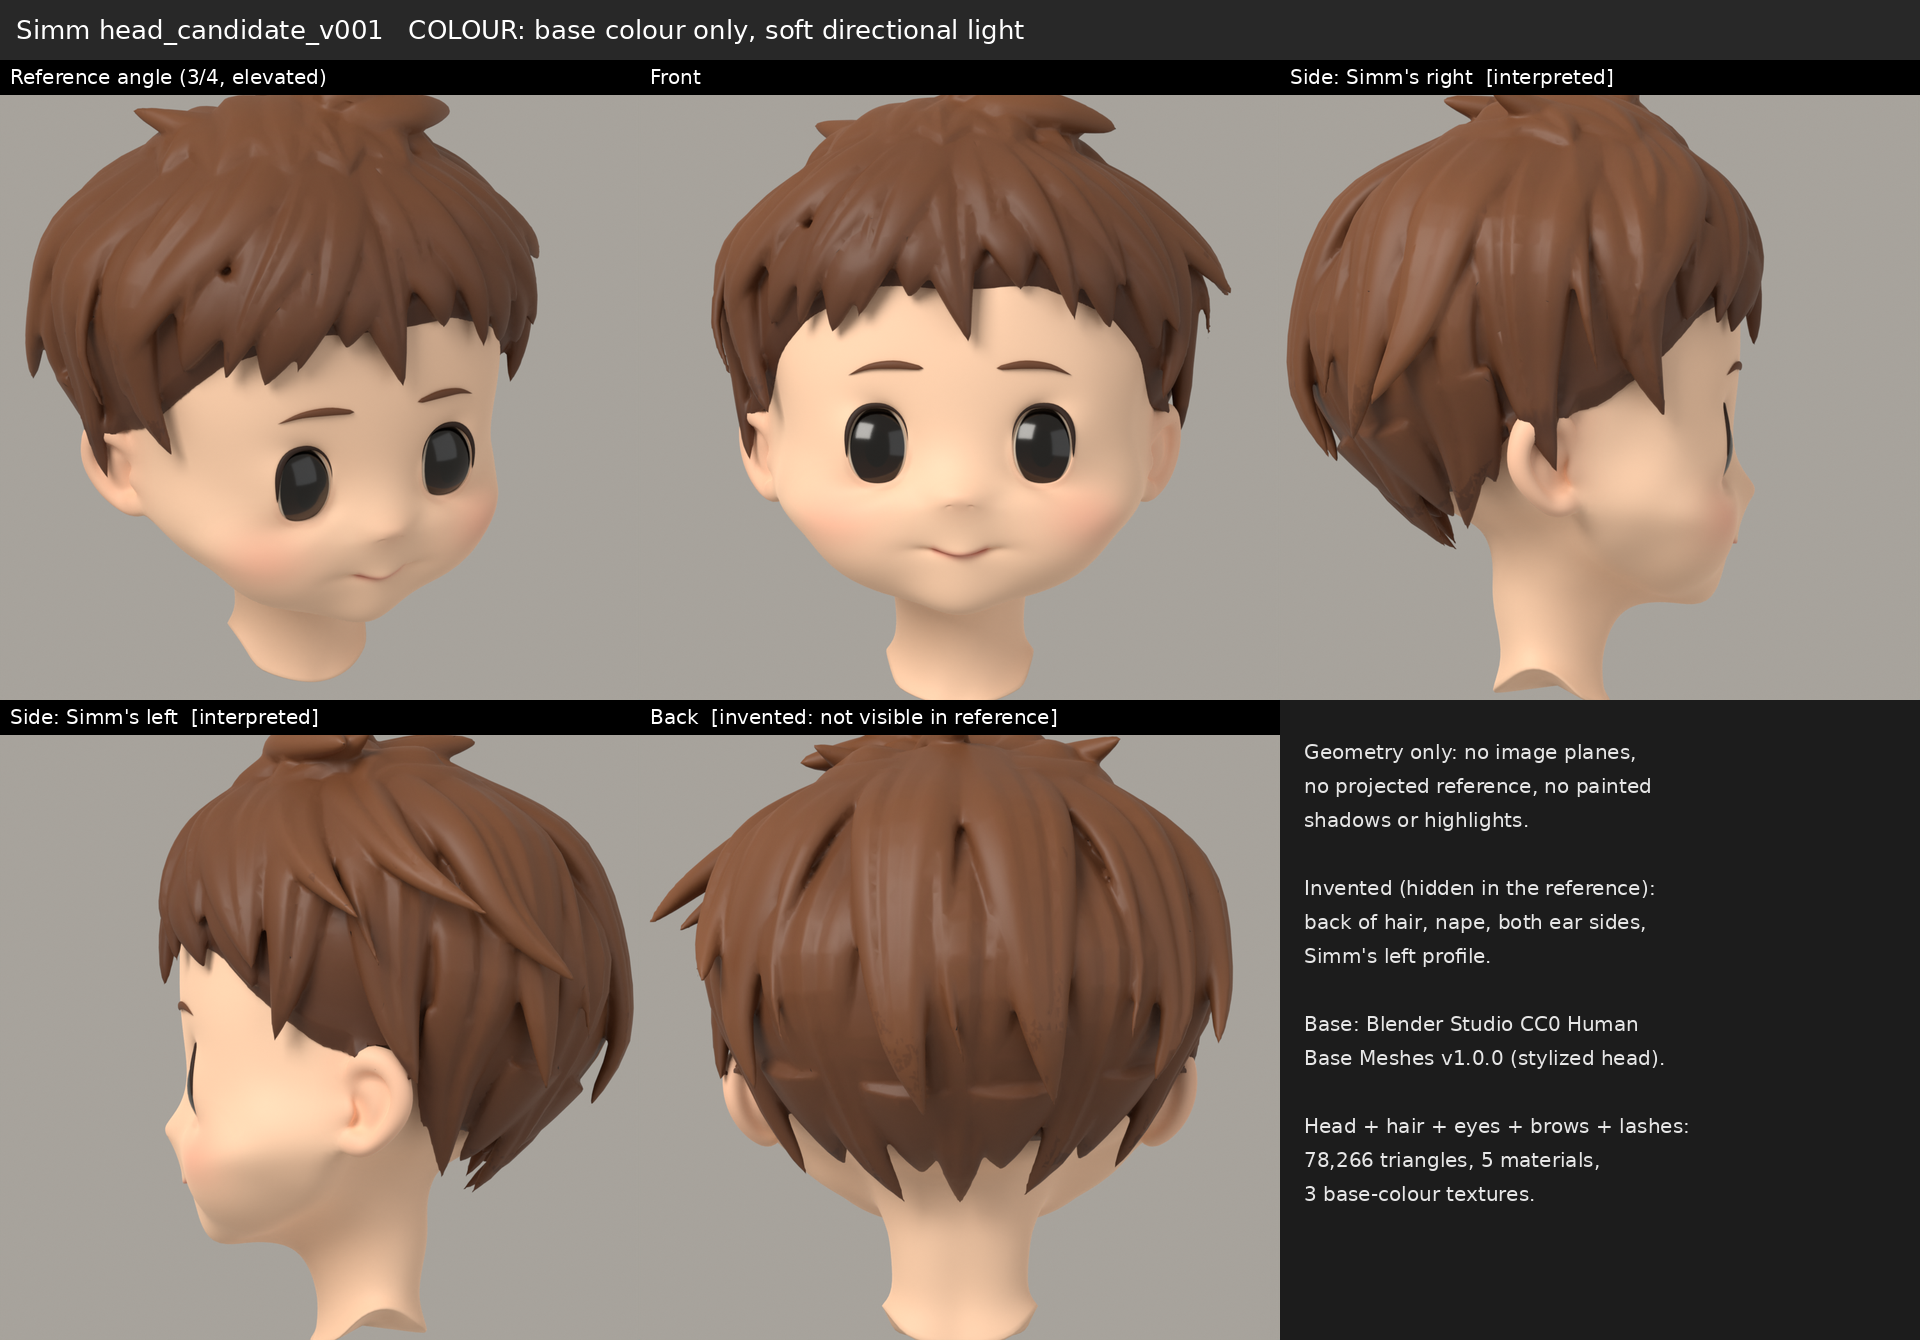 Simm head_candidate_v001   COLOUR: base colour only, soft directional light
Reference angle (3/4, elevated)
Front
Side: Simm's right  [interpreted]
Side: Simm's left  [interpreted]
Back  [invented: not visible in reference]
Geometry only: no image planes,
no projected reference, no painted
shadows or highlights.
Invented (hidden in the reference):
back of hair, nape, both ear sides,
Simm's left profile.
Base: Blender Studio CC0 Human
Base Meshes v1.0.0 (stylized head).
Head + hair + eyes + brows + lashes:
78,266 triangles, 5 materials,
3 base-colour textures.